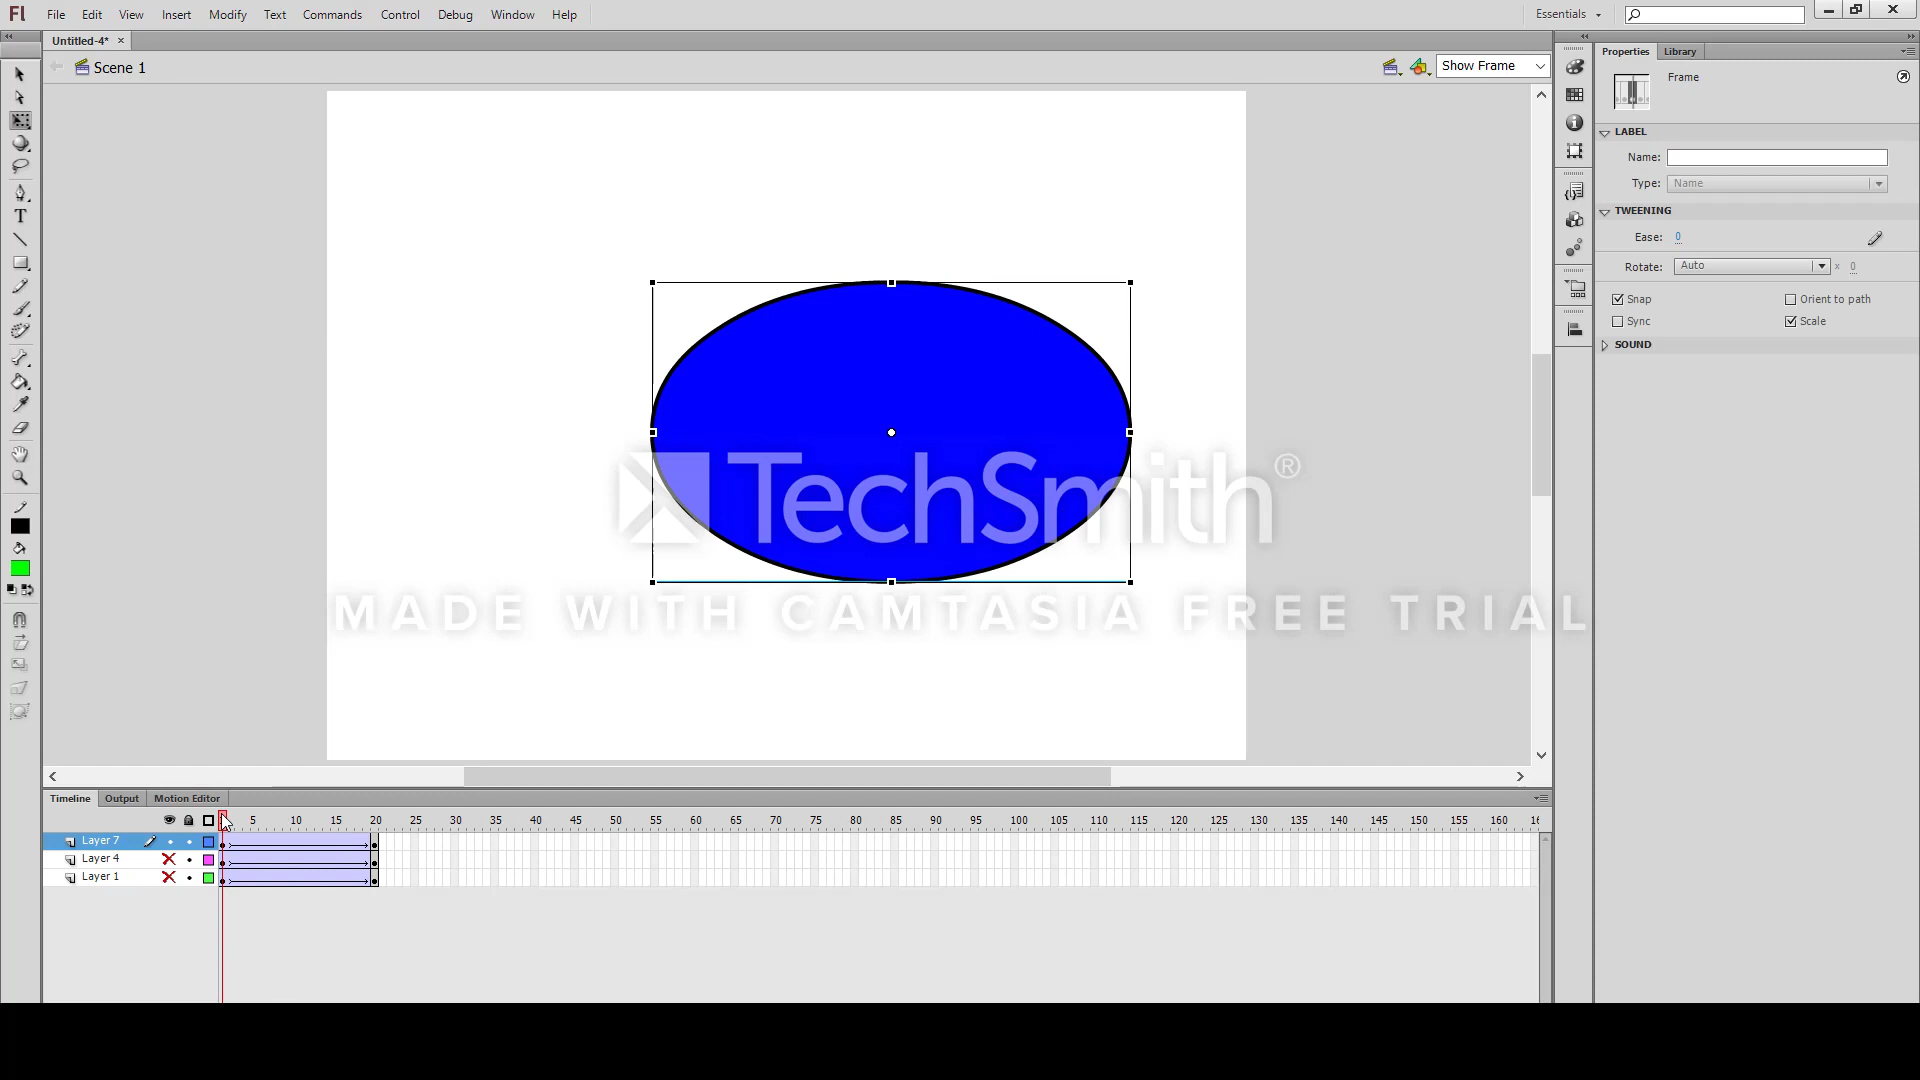 Fl File Edit View Insert Modify Text Commands Control Debug Window Help Essentials
Untitled-4*
Scene 1
Show Frame
Properties Library
Frame
LABEL
Name:
Type: Name
TWEENING
Ease: 0
Rotate: Auto x 0
Snap Orient to path
Sync Scale
SOUND
T
TechSmith®
MADE WITH CAMTASIA FREE TRIAL
Timeline Output Motion Editor
5 10 15 20 25 30 35 40 45 50 55 60 65 70 75 80 85 90 95 100 105 110 115 120 125 130 135 140 145 150 155 160
Layer 7
Layer 4
Layer 1